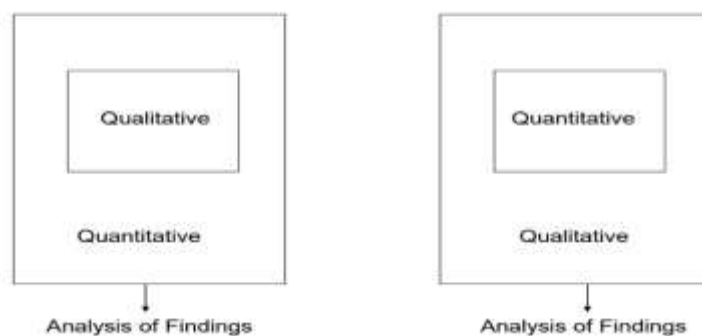 Qualitative
Quantitative
Analysis of Findings
Quantitative
Qualitative
Analysis of Findings